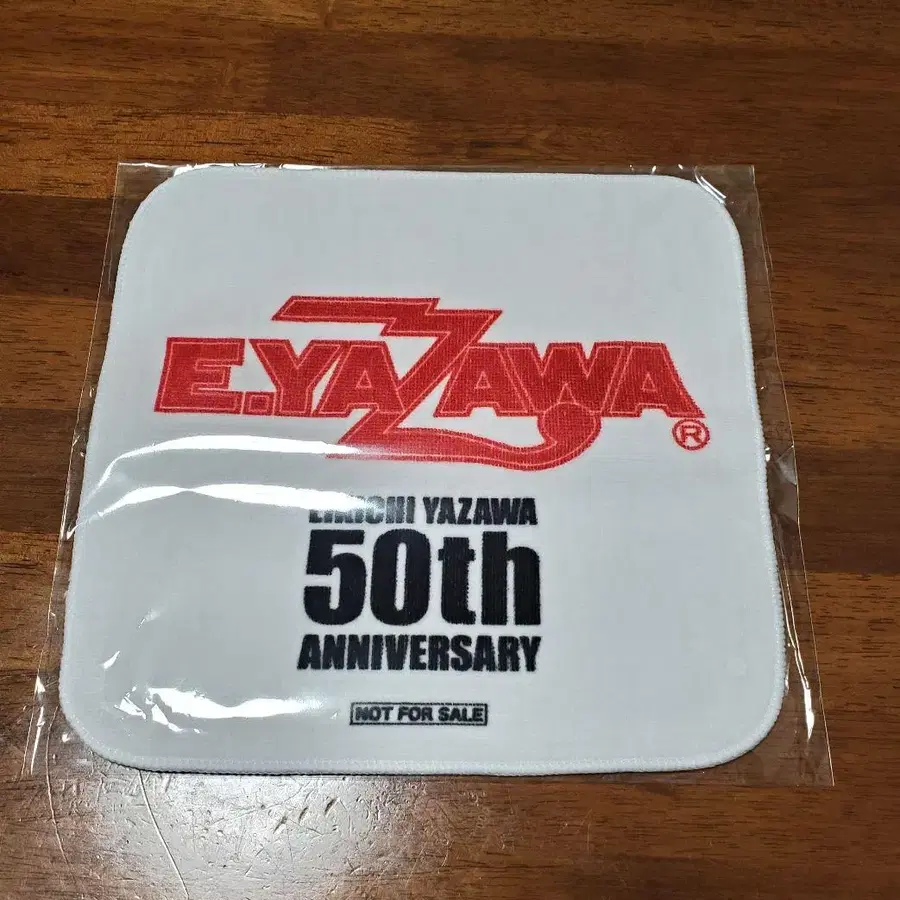 E.YAZAWA
®
EIKICHI YAZAWA
50th
ANNIVERSARY
NOT FOR SALE